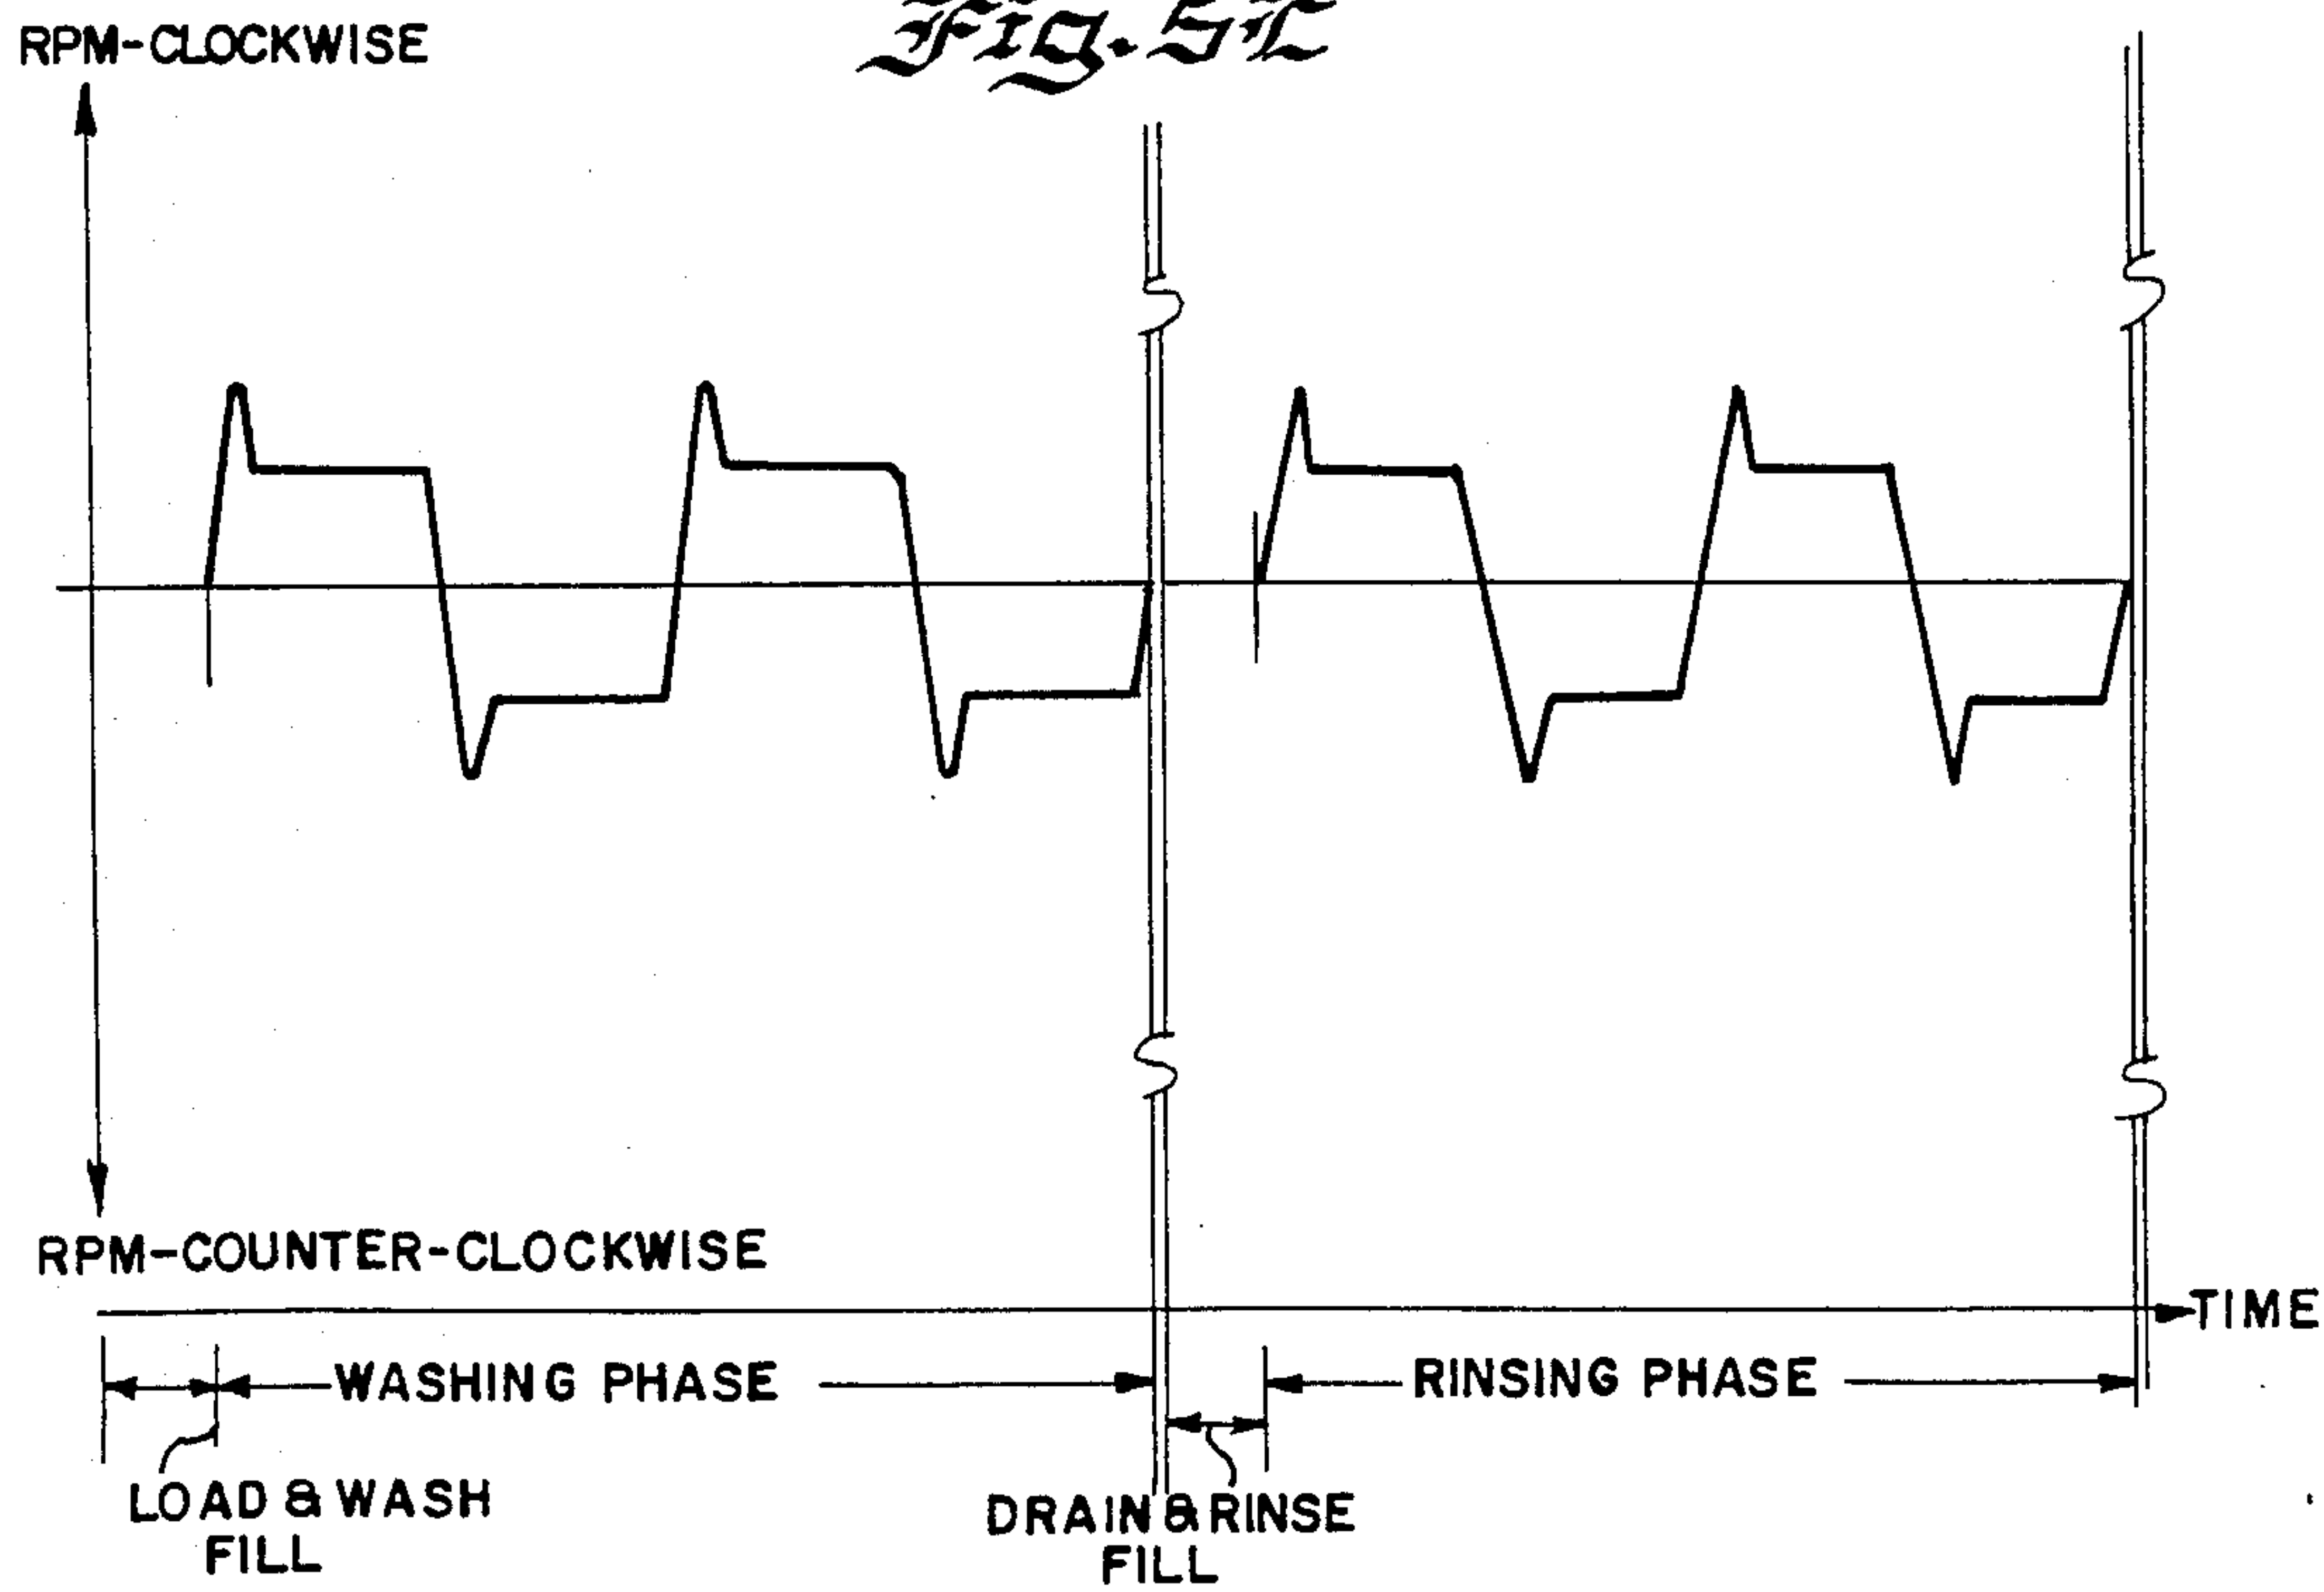 RPM-CLOCKWISE
Fig. 5C
RPM-COUNTER-CLOCKWISE
TIME
WASHING PHASE
RINSING PHASE
LOAD & WASH
FILL
DRAIN & RINSE
FILL